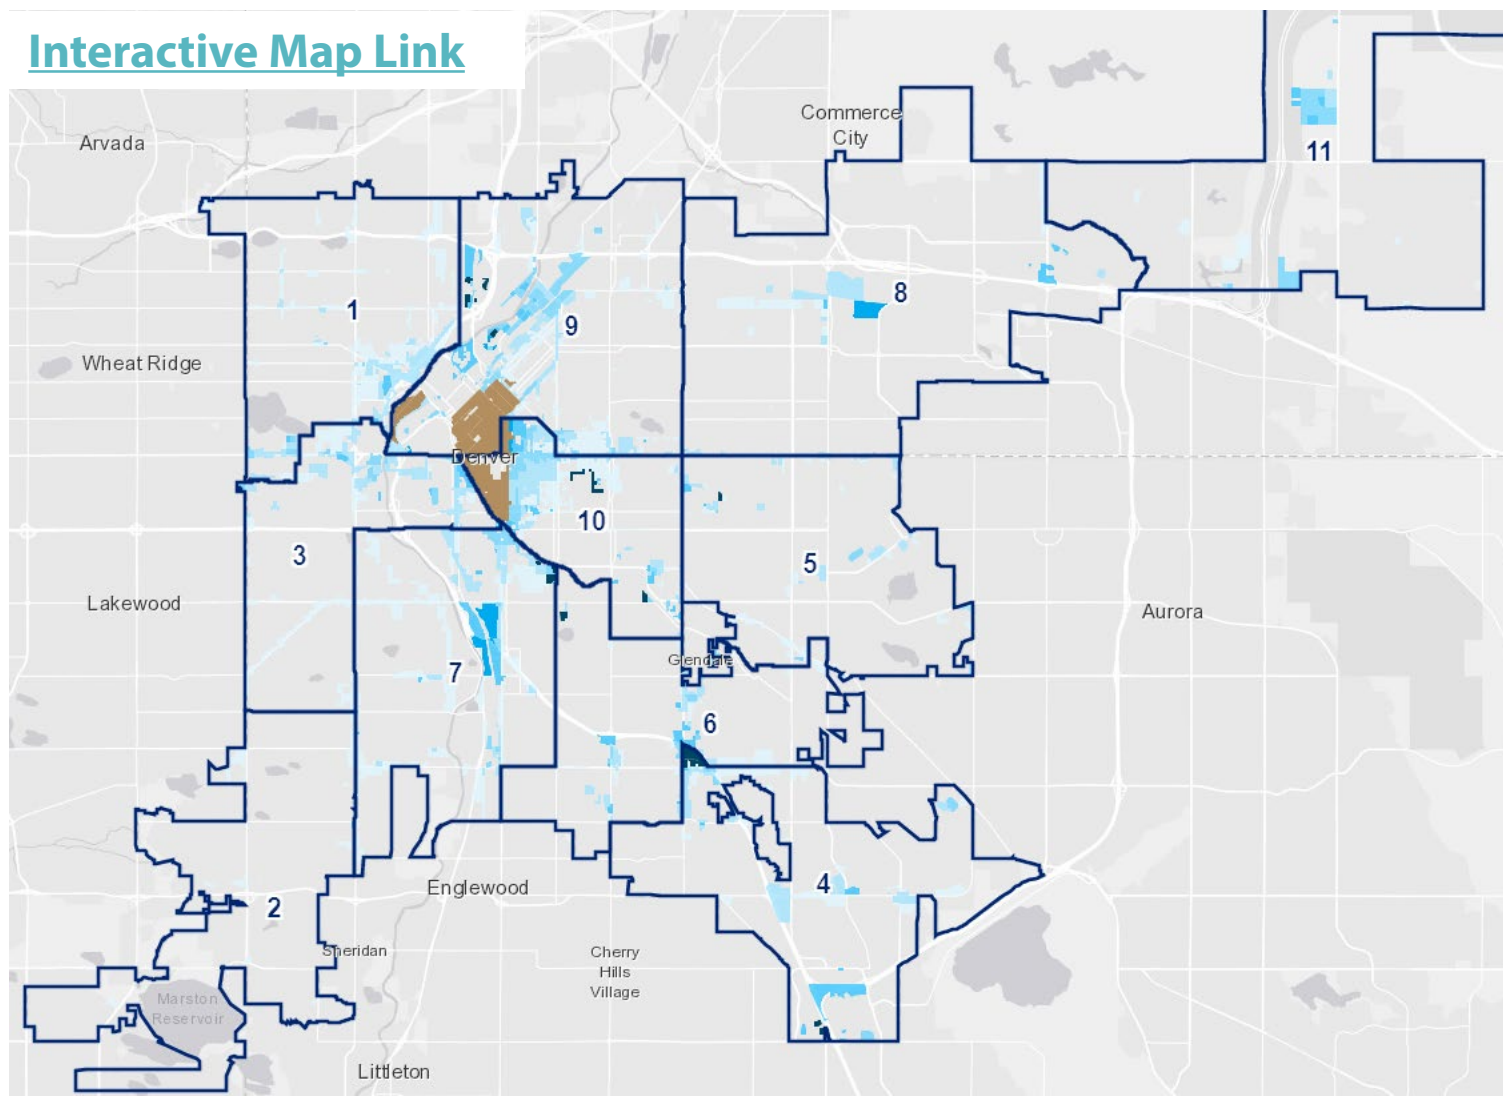 Interactive Map Link
Commerce
City
Arvada
11
8
1
9
Wheat Ridge
Denver
10
3
5
Lakewood
Aurora
Glendale
7
6
4
Englewood
2
Sheridan
Cherry
Hills
Village
Marston
Reservoir
Littleton